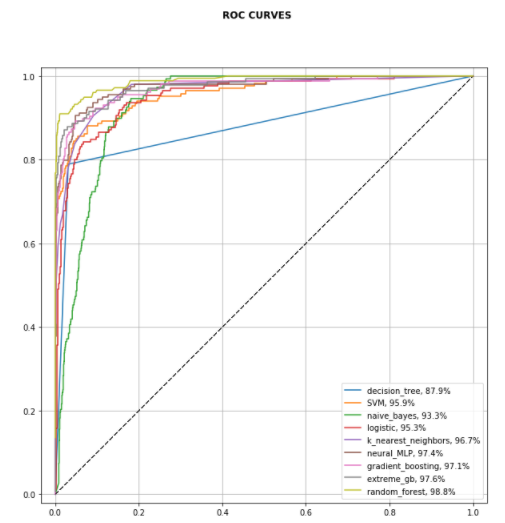 ROC CURVES
1.0
0.8
0.6
0.4
0.2
0.0
0.0
0.2
0.4
0.6
0.8
1.0
decision_tree, 87.9%
SVM, 95.9%
naive_bayes, 93.3%
logistic, 95.3%
k_nearest_neighbors, 96.7%
neural_MLP, 97.4%
gradient_boosting, 97.1%
extreme_gb, 97.6%
random_forest, 98.8%